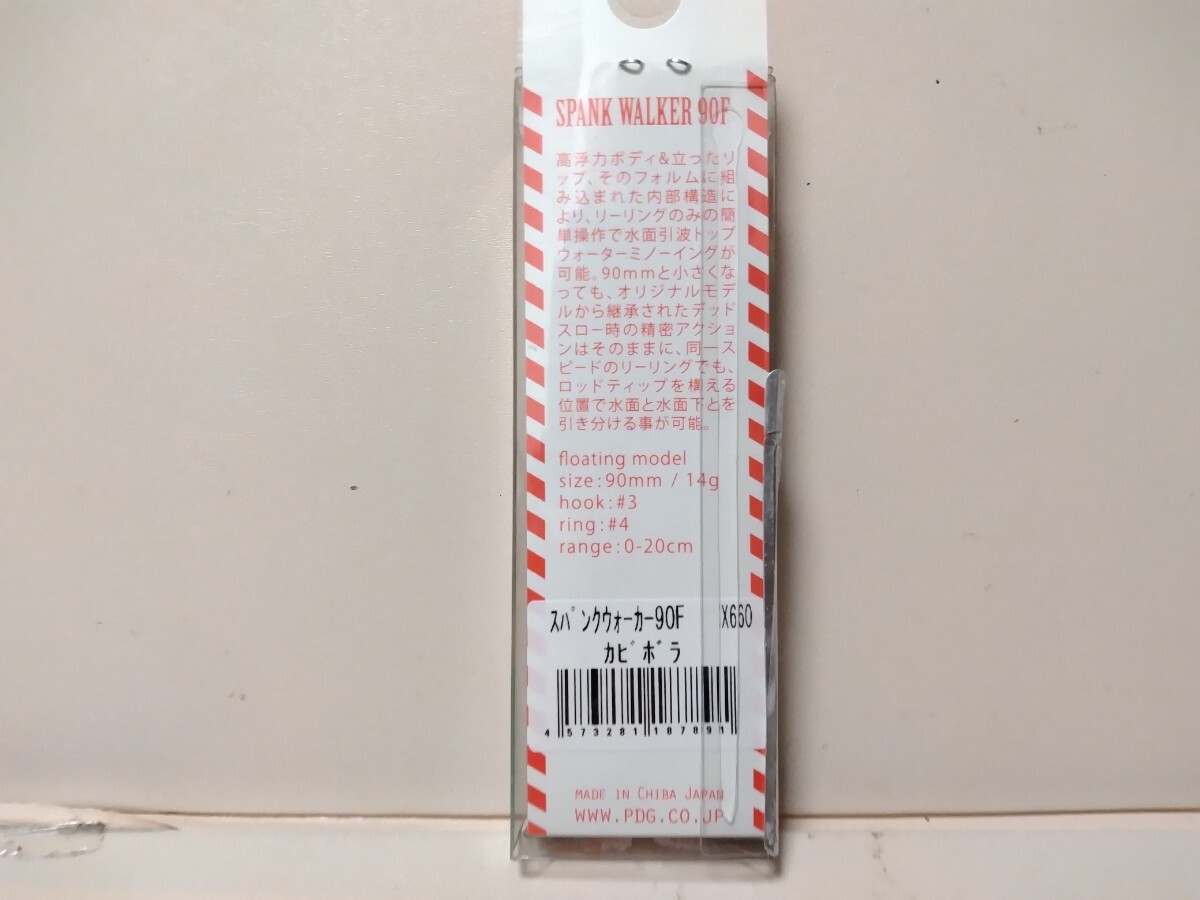 SPANK WALKER 90F
高浮力ボディ&立ったリ
ップ、そのフォルムに組
み込まれた内部構造に
より、リーリングのみの簡
単操作で水面引波トップ
ウォーターミノーイングが
可能。90mmと小さくな
っても、オリジナルモデ
ルから継承されたデッド
スロー時の精密アクショ
ンはそのままに、同一ス
ピードのリーリングでも、
ロッドティップを構える
位置で水面と水面下とを
引き分ける事が可能。
floating model
size:90mm / 14g
hook:#3
ring:#4
range:0-20cm
ｽﾊﾟﾝｸｳｫｰｶｰ90F X660
ｶﾋﾞﾎﾞﾗ
4 573281 187891
MADE IN CHIBA JAPAN
WWW.PDG.CO.JP